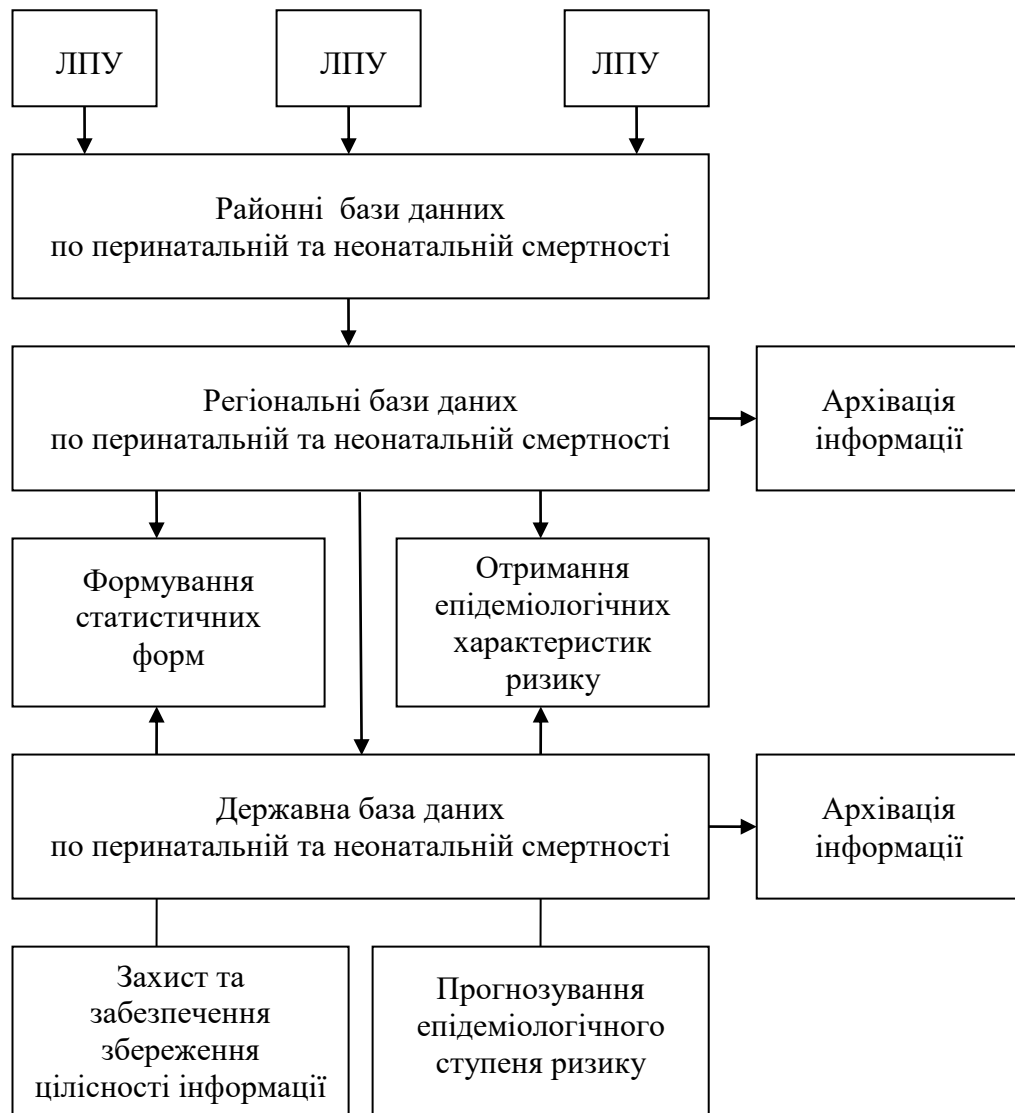 ЛПУ
ЛПУ
ЛПУ
Районні бази данних
по перинатальній та неонатальній смертності
Регіональні бази даних
по перинатальній та неонатальній смертності
Архівація
інформації
Формування
статистичних
форм
Отримання
епідеміологічних
характеристик
ризику
Державна база даних
по перинатальній та неонатальній смертності
Архівація
інформації
Захист та
забезпечення
збереження
цілісності інформації
Прогнозування
епідеміологічного
ступеня ризику